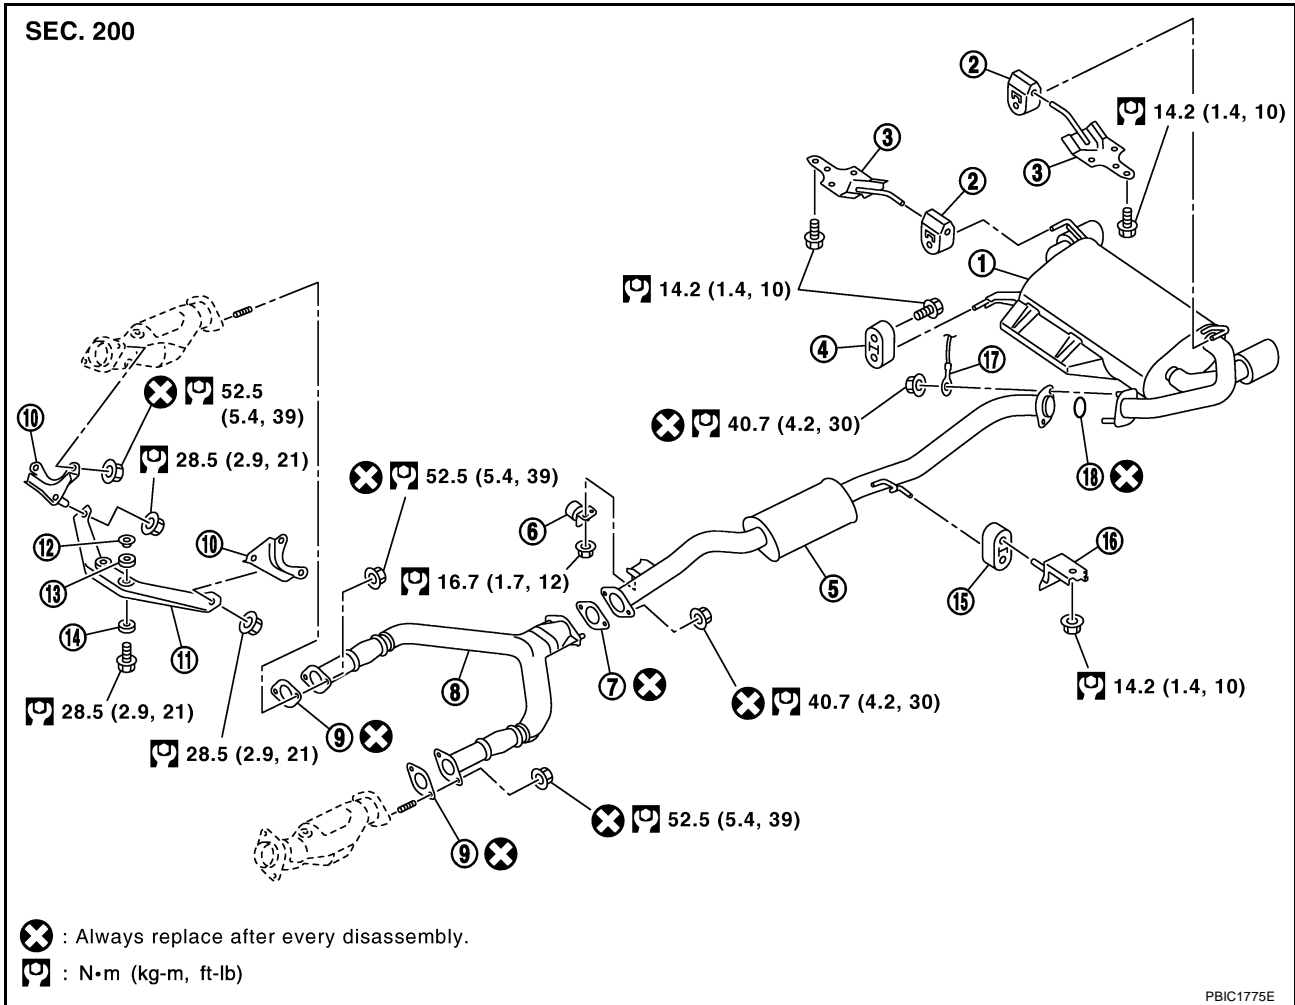 SEC. 200
2
14.2 (1.4, 10)
3
3
2
1
14.2 (1.4, 10)
4
17
52.5
(5.4, 39)
10
40.7 (4.2, 30)
28.5 (2.9, 21)
52.5 (5.4, 39)
18
6
12
10
16
13
16.7 (1.7, 12)
5
15
14
11
8
7
14.2 (1.4, 10)
28.5 (2.9, 21)
40.7 (4.2, 30)
9
28.5 (2.9, 21)
52.5 (5.4, 39)
9
: Always replace after every disassembly.
: N•m (kg-m, ft-lb)
PBIC1775E